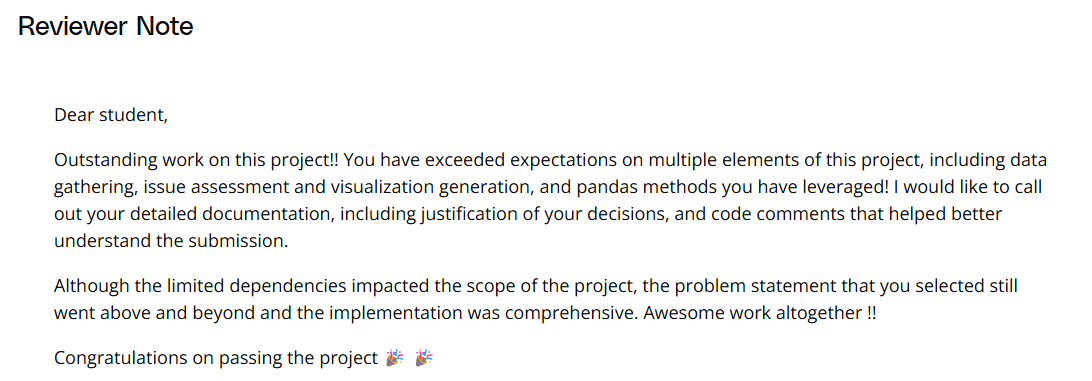 Reviewer Note
Dear student,
Outstanding work on this project!! You have exceeded expectations on multiple elements of this project, including data
gathering, issue assessment and visualization generation, and pandas methods you have leveraged! I would like to call
out your detailed documentation, including justification of your decisions, and code comments that helped better
understand the submission.
Although the limited dependencies impacted the scope of the project, the problem statement that you selected still
went above and beyond and the implementation was comprehensive. Awesome work altogether !!
Congratulations on passing the project 🎉 🎉